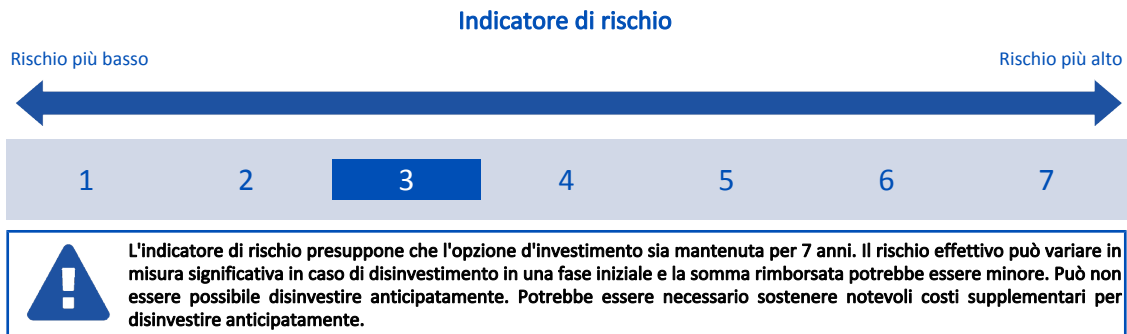 Indicatore di rischio
Rischio più basso
Rischio più alto
1 2 3 4 5 6 7
L'indicatore di rischio presuppone che l'opzione d'investimento sia mantenuta per 7 anni. Il rischio effettivo può variare in
misura significativa in caso di disinvestimento in una fase iniziale e la somma rimborsata potrebbe essere minore. Può non
essere possibile disinvestire anticipatamente. Potrebbe essere necessario sostenere notevoli costi supplementari per
disinvestire anticipatamente.